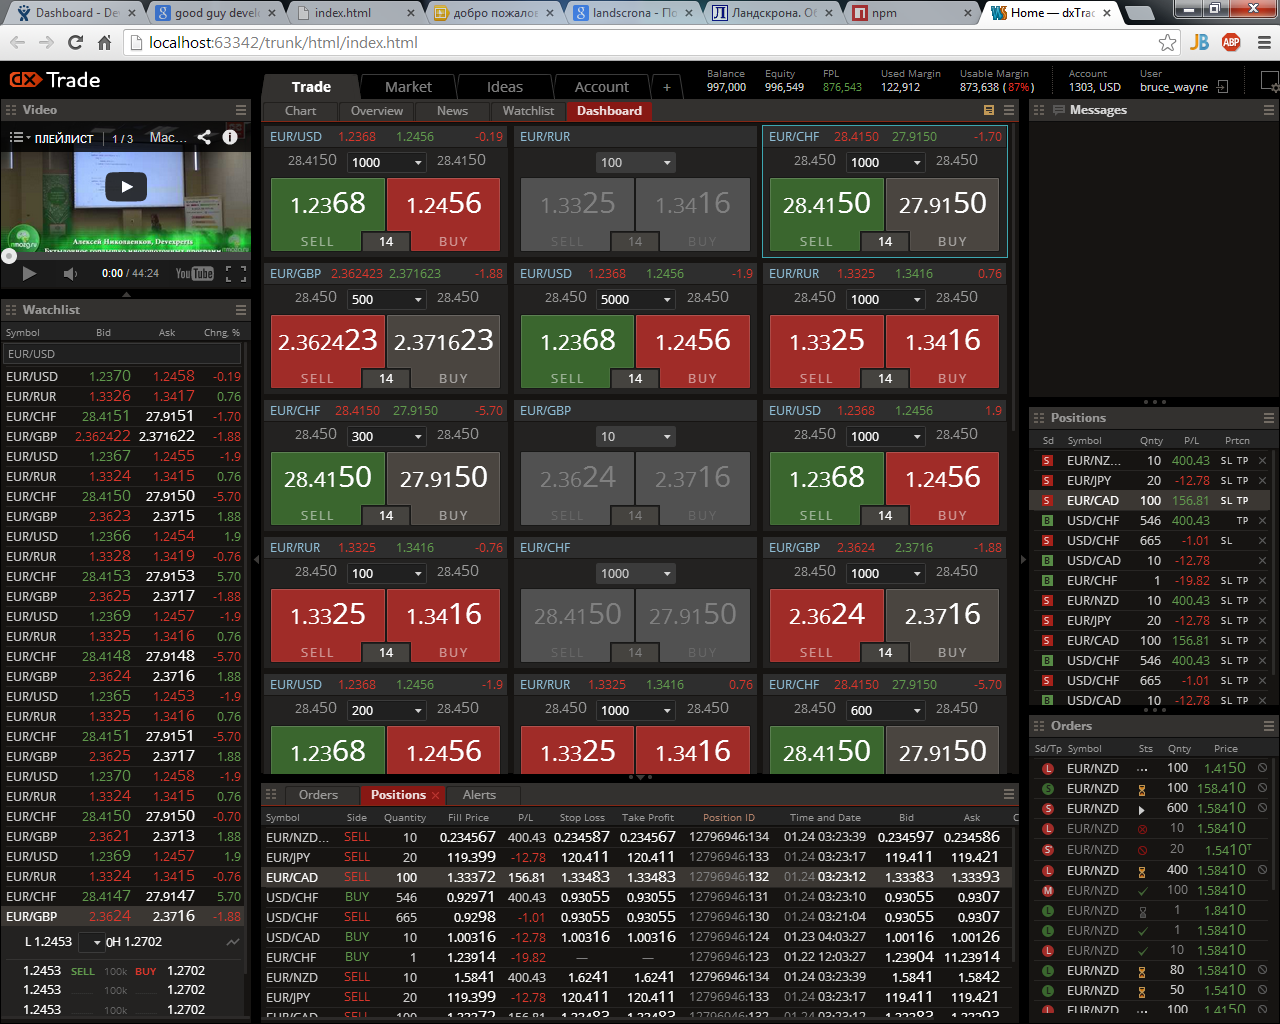 Dashboard - De
good guy develo
index.html
добро пожалов
landscrona - По
Ландскрона. Об
npm
Home — dxTrac
localhost:63342/trunk/html/index.html
dx Trade
Trade
Market
Ideas
Account
+
Balance
997,000
Equity
996,549
FPL
876,543
Used Margin
122,912
Usable Margin
873,638 ( 87%)
Account
1303, USD
User
bruce_wayne
Video
ПЛЕЙЛИСТ 1 / 3 Мас...
Алексей Николаенков, Devexperts
0:00 / 44:24 YouTube
Chart
Overview
News
Watchlist
Dashboard
EUR/USD 1.2368 1.2456 -0.19
28.4150 1000 28.4150
1.2368 1.2456
SELL 14 BUY
EUR/RUR
100
1.3325 1.3416
SELL 14 BUY
EUR/CHF 28.4150 27.9150 -1.70
28.450 1000 28.450
28.4150 27.9150
SELL 14 BUY
EUR/GBP 2.362423 2.371623 -1.88
28.450 500 28.450
2.362423 2.371623
SELL 14 BUY
EUR/USD 1.2368 1.2456 -1.9
28.450 5000 28.450
1.2368 1.2456
SELL 14 BUY
EUR/RUR 1.3325 1.3416 0.76
28.450 1000 28.450
1.3325 1.3416
SELL 14 BUY
EUR/CHF 28.4150 27.9150 -5.70
28.450 300 28.450
28.4150 27.9150
SELL 14 BUY
EUR/GBP
10
2.3624 2.3716
SELL 14 BUY
EUR/USD 1.2368 1.2456 1.9
28.450 1000 28.450
1.2368 1.2456
SELL 14 BUY
EUR/RUR 1.3325 1.3416 -0.76
28.450 100 28.450
1.3325 1.3416
SELL 14 BUY
EUR/CHF
1000
28.4150 27.9150
SELL 14 BUY
EUR/GBP 2.3624 2.3716 -1.88
28.450 1000 28.450
2.3624 2.3716
SELL 14 BUY
EUR/USD 1.2368 1.2456 -1.9
28.450 200 28.450
1.2368 1.2456
EUR/RUR 1.3325 1.3416 0.76
28.450 1000 28.450
1.3325 1.3416
EUR/CHF 28.4150 27.9150 -5.70
28.450 600 28.450
28.4150 27.9150
Watchlist
Symbol Bid Ask Chng, %
EUR/USD
EUR/USD 1.2370 1.2458 -0.19
EUR/RUR 1.3326 1.3417 0.76
EUR/CHF 28.4151 27.9151 -1.70
EUR/GBP 2.362422 2.371622 -1.88
EUR/USD 1.2367 1.2455 -1.9
EUR/RUR 1.3324 1.3415 0.76
EUR/CHF 28.4150 27.9150 -5.70
EUR/GBP 2.3623 2.3715 1.88
EUR/USD 1.2366 1.2454 1.9
EUR/RUR 1.3328 1.3419 -0.76
EUR/CHF 28.4153 27.9153 5.70
EUR/GBP 2.3625 2.3717 -1.88
EUR/USD 1.2369 1.2457 -1.9
EUR/RUR 1.3325 1.3416 0.76
EUR/CHF 28.4148 27.9148 -5.70
EUR/GBP 2.3624 2.3716 1.88
EUR/USD 1.2365 1.2453 -1.9
EUR/RUR 1.3325 1.3416 0.76
EUR/CHF 28.4151 27.9151 -5.70
EUR/GBP 2.3625 2.3717 1.88
EUR/USD 1.2370 1.2458 -1.9
EUR/RUR 1.3324 1.3415 0.76
EUR/CHF 28.4150 27.9150 -0.70
EUR/GBP 2.3621 2.3713 1.88
EUR/USD 1.2369 1.2457 1.9
EUR/RUR 1.3324 1.3415 -0.76
EUR/CHF 28.4147 27.9147 5.70
EUR/GBP 2.3624 2.3716 -1.88
L 1.2453 0H 1.2702
1.2453 SELL 100k BUY 1.2702
1.2453 100k 1.2702
1.2453 100k 1.2702
Orders
Positions
Alerts
Symbol Side Quantity Fill Price P/L Stop Loss Take Profit Position ID Time and Date Bid Ask C
EUR/NZD... SELL 10 0.234567 400.43 0.234587 0.234567 12796946:134 01.24 03:23:39 0.234597 0.234586
EUR/JPY SELL 20 119.399 -12.78 120.411 120.411 12796946:133 01.24 03:23:17 119.411 119.421
EUR/CAD SELL 100 1.33372 156.81 1.33483 1.33483 12796946:132 01.24 03:23:12 1.33383 1.33393
USD/CHF BUY 546 0.92971 400.43 0.93055 0.93055 12796946:131 01.24 03:23:10 0.93055 0.9307
USD/CHF SELL 665 0.9298 -1.01 0.93055 0.93055 12796946:130 01.24 03:21:04 0.93055 0.9307
USD/CAD BUY 10 1.00316 -12.78 1.00316 1.00316 12796946:124 01.23 04:03:27 1.00116 1.00126
EUR/CHF BUY 1 1.23914 -19.82 — — 12796946:123 01.22 12:03:27 1.23904 11.23914
EUR/NZD SELL 10 1.5841 400.43 1.6241 1.6241 12796946:134 01.24 03:23:39 1.5841 1.5842
EUR/JPY SELL 20 119.399 -12.78 120.411 120.411 12796946:133 01.24 03:23:17 119.411 119.421
EUR/CAD SELL 100 1.33372 156.81 1.33483 1.33483 12796946:132 01.24 03:23:12 1.33383 1.33393
Messages
Positions
Sd Symbol Qnty P/L Prtcn
S EUR/NZ... 10 400.43 SL TP
S EUR/JPY 20 -12.78 SL TP
S EUR/CAD 100 156.81 SL TP
B USD/CHF 546 400.43 TP
S USD/CHF 665 -1.01 SL
B USD/CAD 10 -12.78
B EUR/CHF 1 -19.82 SL TP
S EUR/NZD 10 400.43 SL TP
S EUR/JPY 20 -12.78 SL TP
S EUR/CAD 100 156.81 SL TP
B USD/CHF 546 400.43 SL TP
S USD/CHF 665 -1.01 SL TP
B USD/CAD 10 -12.78 SL TP
Orders
Sd/Tp Symbol Sts Qnty Price
L EUR/NZD ... 100 1.4150
S EUR/NZD 100 158.410
S EUR/NZD 600 1.58410
L EUR/NZD 10 1.58410
S EUR/NZD 20 1.5410T
L EUR/NZD 400 1.58410
M EUR/NZD 100 1.58410
L EUR/NZD 1 1.8410
L EUR/NZD 1 1.58410
L EUR/NZD 10 1.58410
L EUR/NZD 80 1.58410
L EUR/NZD 50 1.5410
L EUR/NZD ... 100 1.4150